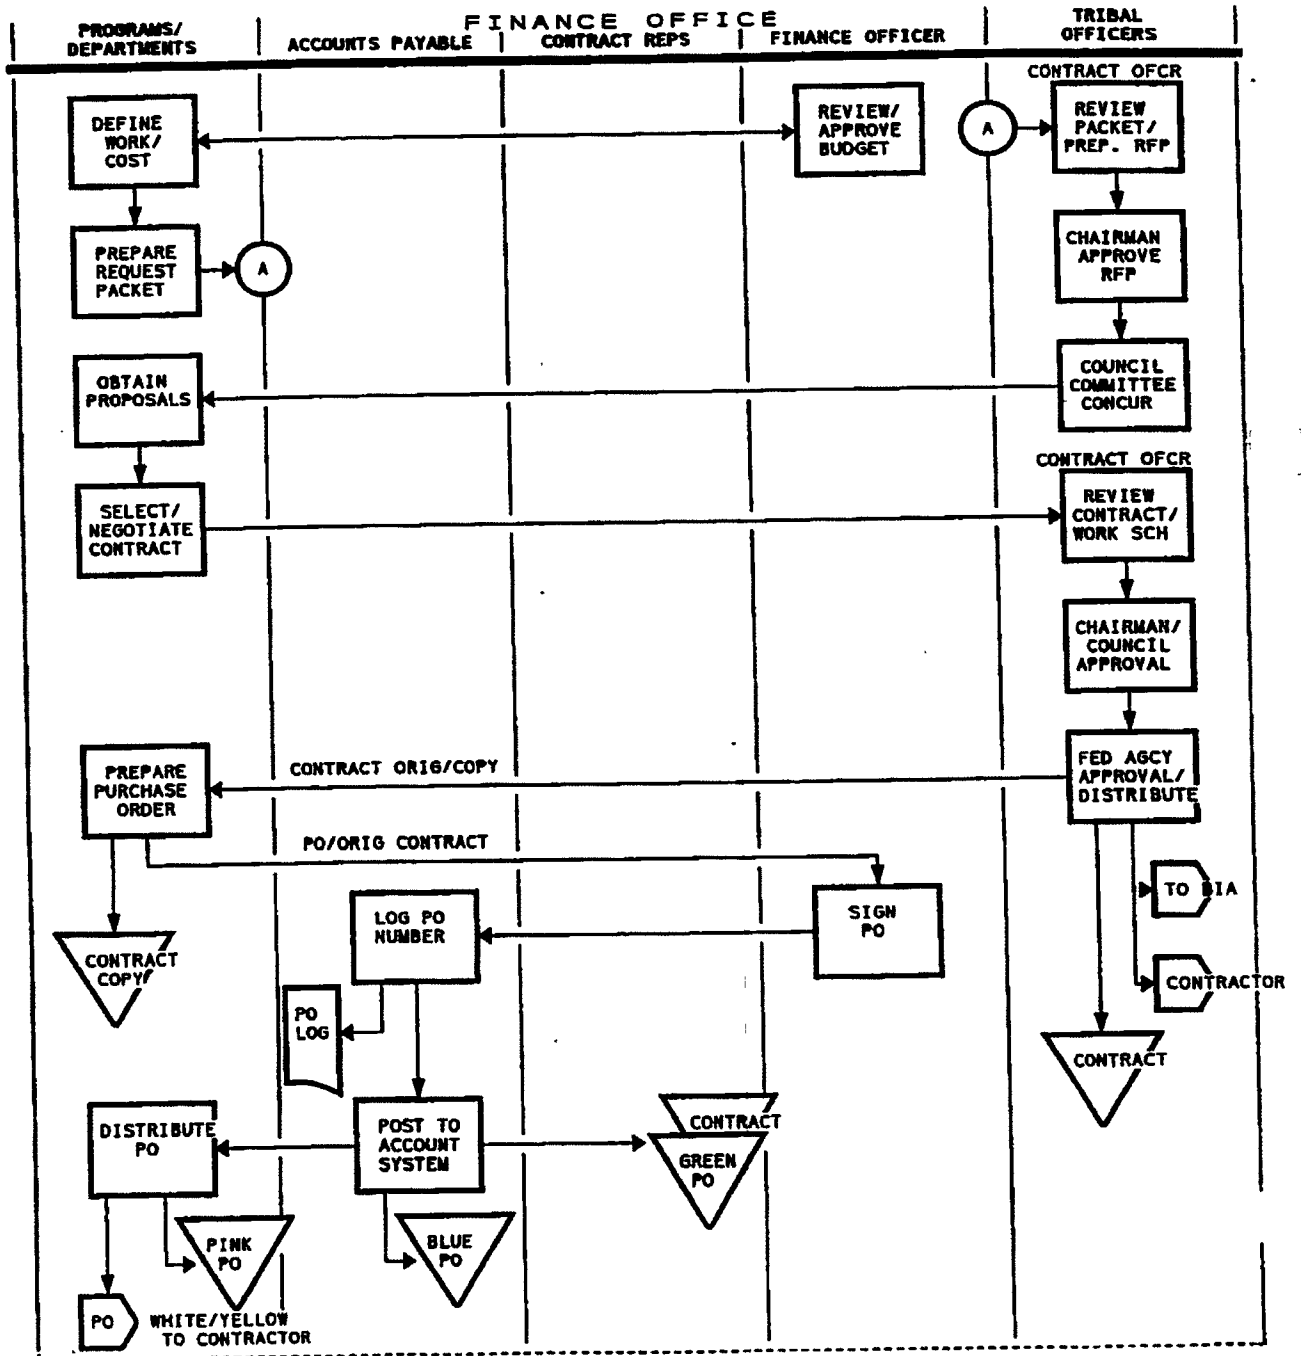 FINANCE OFFICE
PROGRAMS/
DEPARTMENTS
ACCOUNTS PAYABLE
CONTRACT REPS
FINANCE OFFICER
TRIBAL
OFFICERS
CONTRACT OFCR
DEFINE
WORK/
COST
REVIEW/
APPROVE
BUDGET
A
REVIEW
PACKET/
PREP. RFP
PREPARE
REQUEST
PACKET
A
CHAIRMAN
APPROVE
RFP
OBTAIN
PROPOSALS
COUNCIL
COMMITTEE
CONCUR
CONTRACT OFCR
SELECT/
NEGOTIATE
CONTRACT
REVIEW
CONTRACT/
WORK SCH
CHAIRMAN/
COUNCIL
APPROVAL
PREPARE
PURCHASE
ORDER
CONTRACT ORIG/COPY
FED AGCY
APPROVAL/
DISTRIBUTE
PO/ORIG CONTRACT
TO BIA
LOG PO
NUMBER
SIGN
PO
CONTRACT
COPY
CONTRACTOR
PO
LOG
CONTRACT
DISTRIBUTE
PO
POST TO
ACCOUNT
SYSTEM
CONTRACT
GREEN
PO
PINK
PO
BLUE
PO
PO
WHITE/YELLOW
TO CONTRACTOR